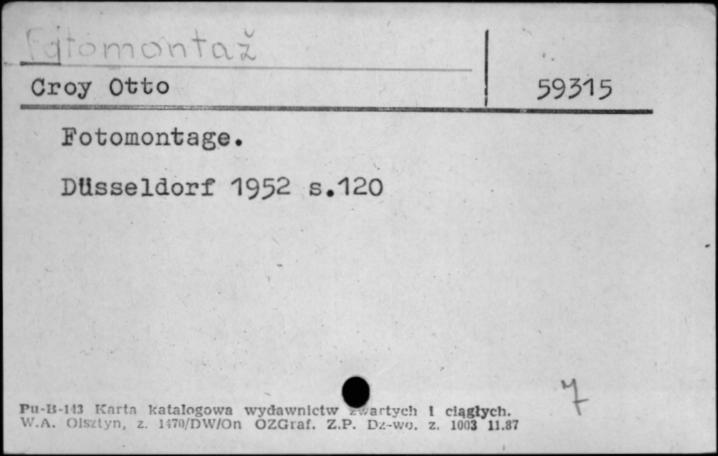 Fotomontaż
Croy Otto
59315
Fotomontage.
Düsseldorf 1952 s.120
7
Pu-B-143 Karta katalogowa wydawnictw zwartych i ciągłych.
W.A. Olsztyn, z. 1470/DW/On OZGraf. Z.P. Dz-wo. z. 1003 11.87